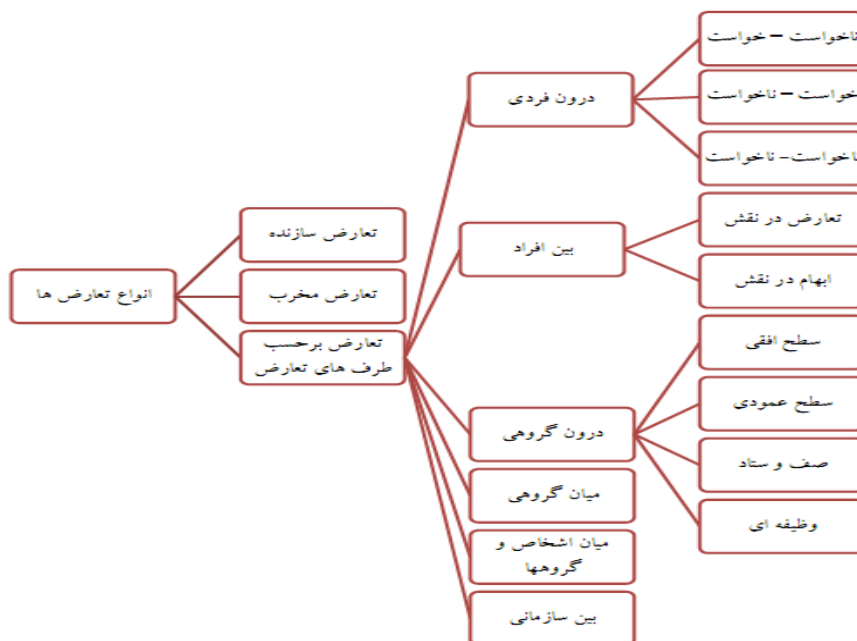 انواع تعارض ها
تعارض سازنده
تعارض مخرب
تعارض برحسب
طرف های تعارض
درون فردی
ناخواست – خواست
خواست – ناخواست
ناخواست- ناخواست
بین افراد
تعارض در نقش
ابهام در نقش
درون گروهی
سطح افقی
سطح عمودی
صف و ستاد
وظیفه ای
میان گروهی
میان اشخاص و
گروهها
بین سازمانی